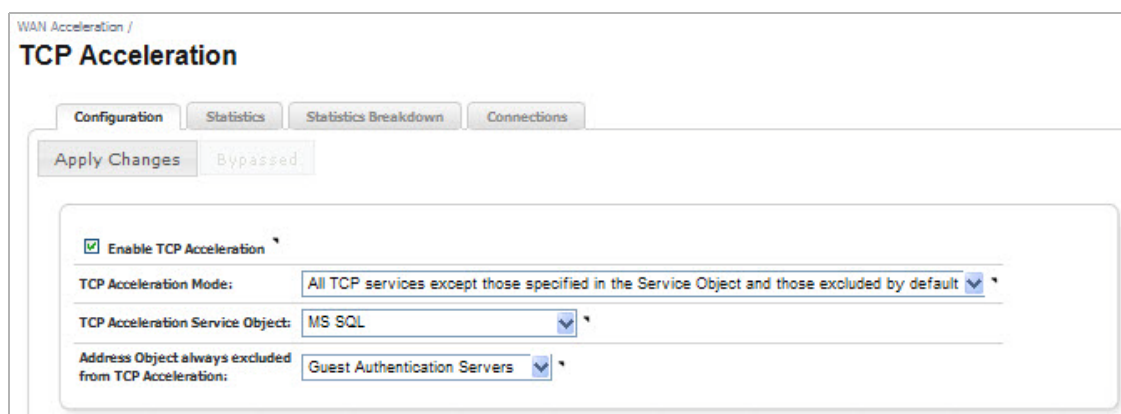 WAN Acceleration /
TCP Acceleration
Configuration Statistics Statistics Breakdown Connections
Apply Changes Bypassed
Enable TCP Acceleration
TCP Acceleration Mode: All TCP services except those specified in the Service Object and those excluded by default
TCP Acceleration Service Object: MS SQL
Address Object always excluded
from TCP Acceleration: Guest Authentication Servers